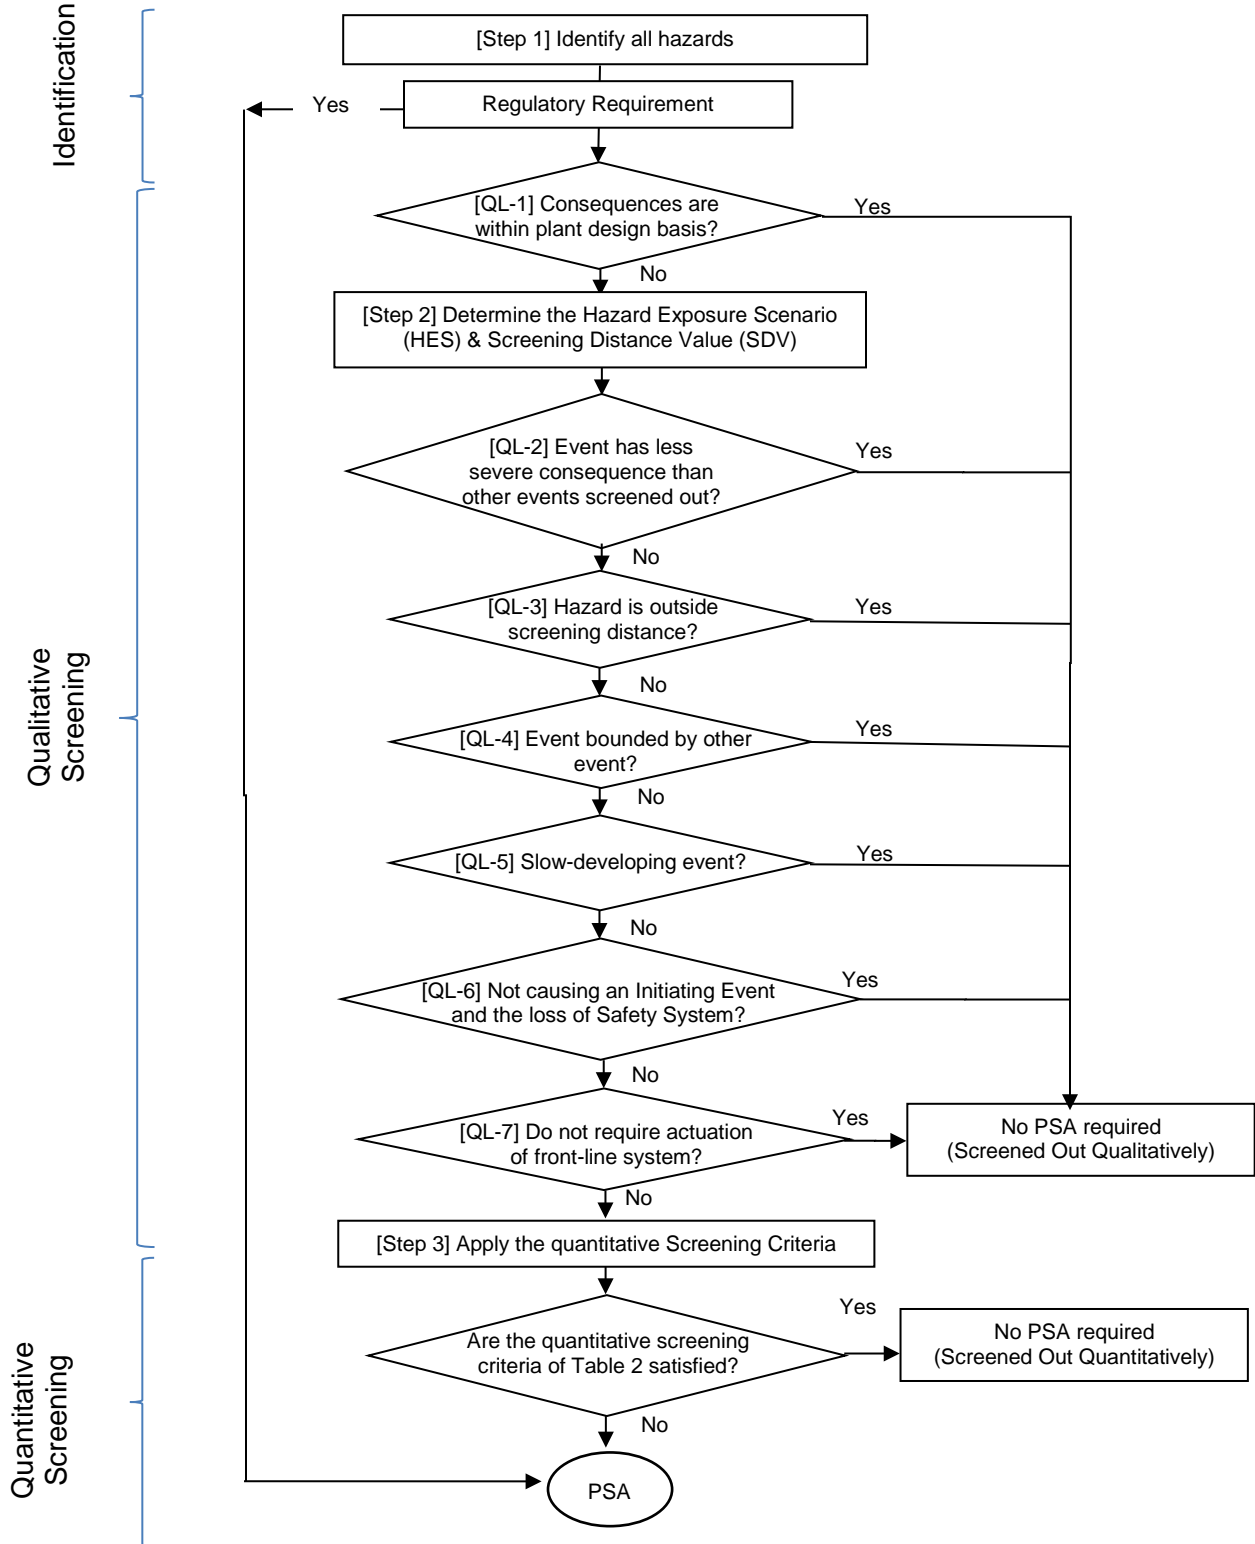 Identification
[Step 1] Identify all hazards
Yes
Regulatory Requirement
[QL-1] Consequences are
within plant design basis?
Yes
No
[Step 2] Determine the Hazard Exposure Scenario
(HES) & Screening Distance Value (SDV)
Qualitative
Screening
[QL-2] Event has less
severe consequence than
other events screened out?
Yes
No
[QL-3] Hazard is outside
screening distance?
Yes
No
[QL-4] Event bounded by other
event?
Yes
No
[QL-5] Slow-developing event?
Yes
No
[QL-6] Not causing an Initiating Event
and the loss of Safety System?
Yes
No
[QL-7] Do not require actuation
of front-line system?
Yes
No PSA required
(Screened Out Qualitatively)
No
[Step 3] Apply the quantitative Screening Criteria
Quantitative
Screening
Are the quantitative screening
criteria of Table 2 satisfied?
Yes
No PSA required
(Screened Out Quantitatively)
No
PSA